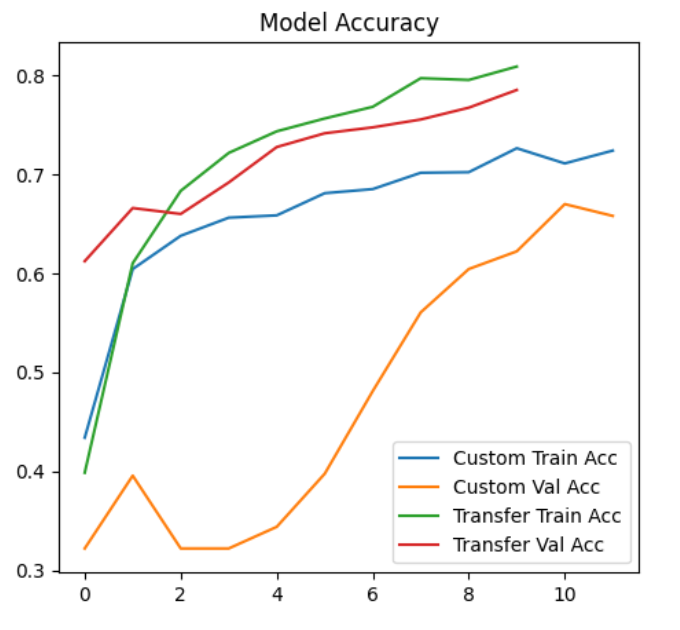 Model Accuracy
0.8
0.7
0.6
0.5
0.4
0.3
Custom Train Acc
Custom Val Acc
Transfer Train Acc
Transfer Val Acc
0 2 4 6 8 10